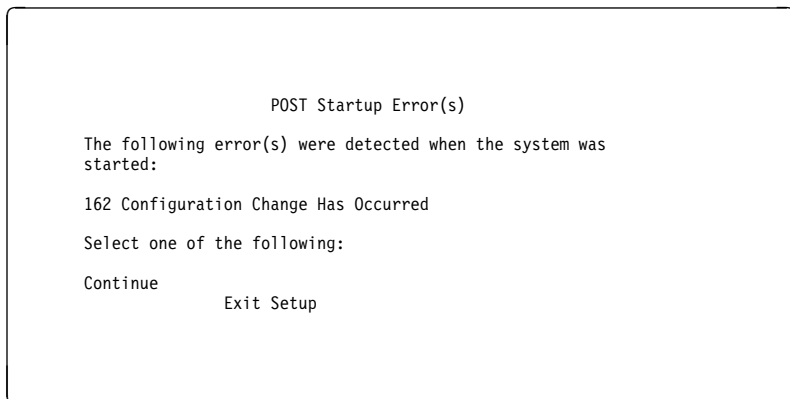 POST Startup Error(s)
The following error(s) were detected when the system was
started:
162 Configuration Change Has Occurred
Select one of the following:
Continue
Exit Setup